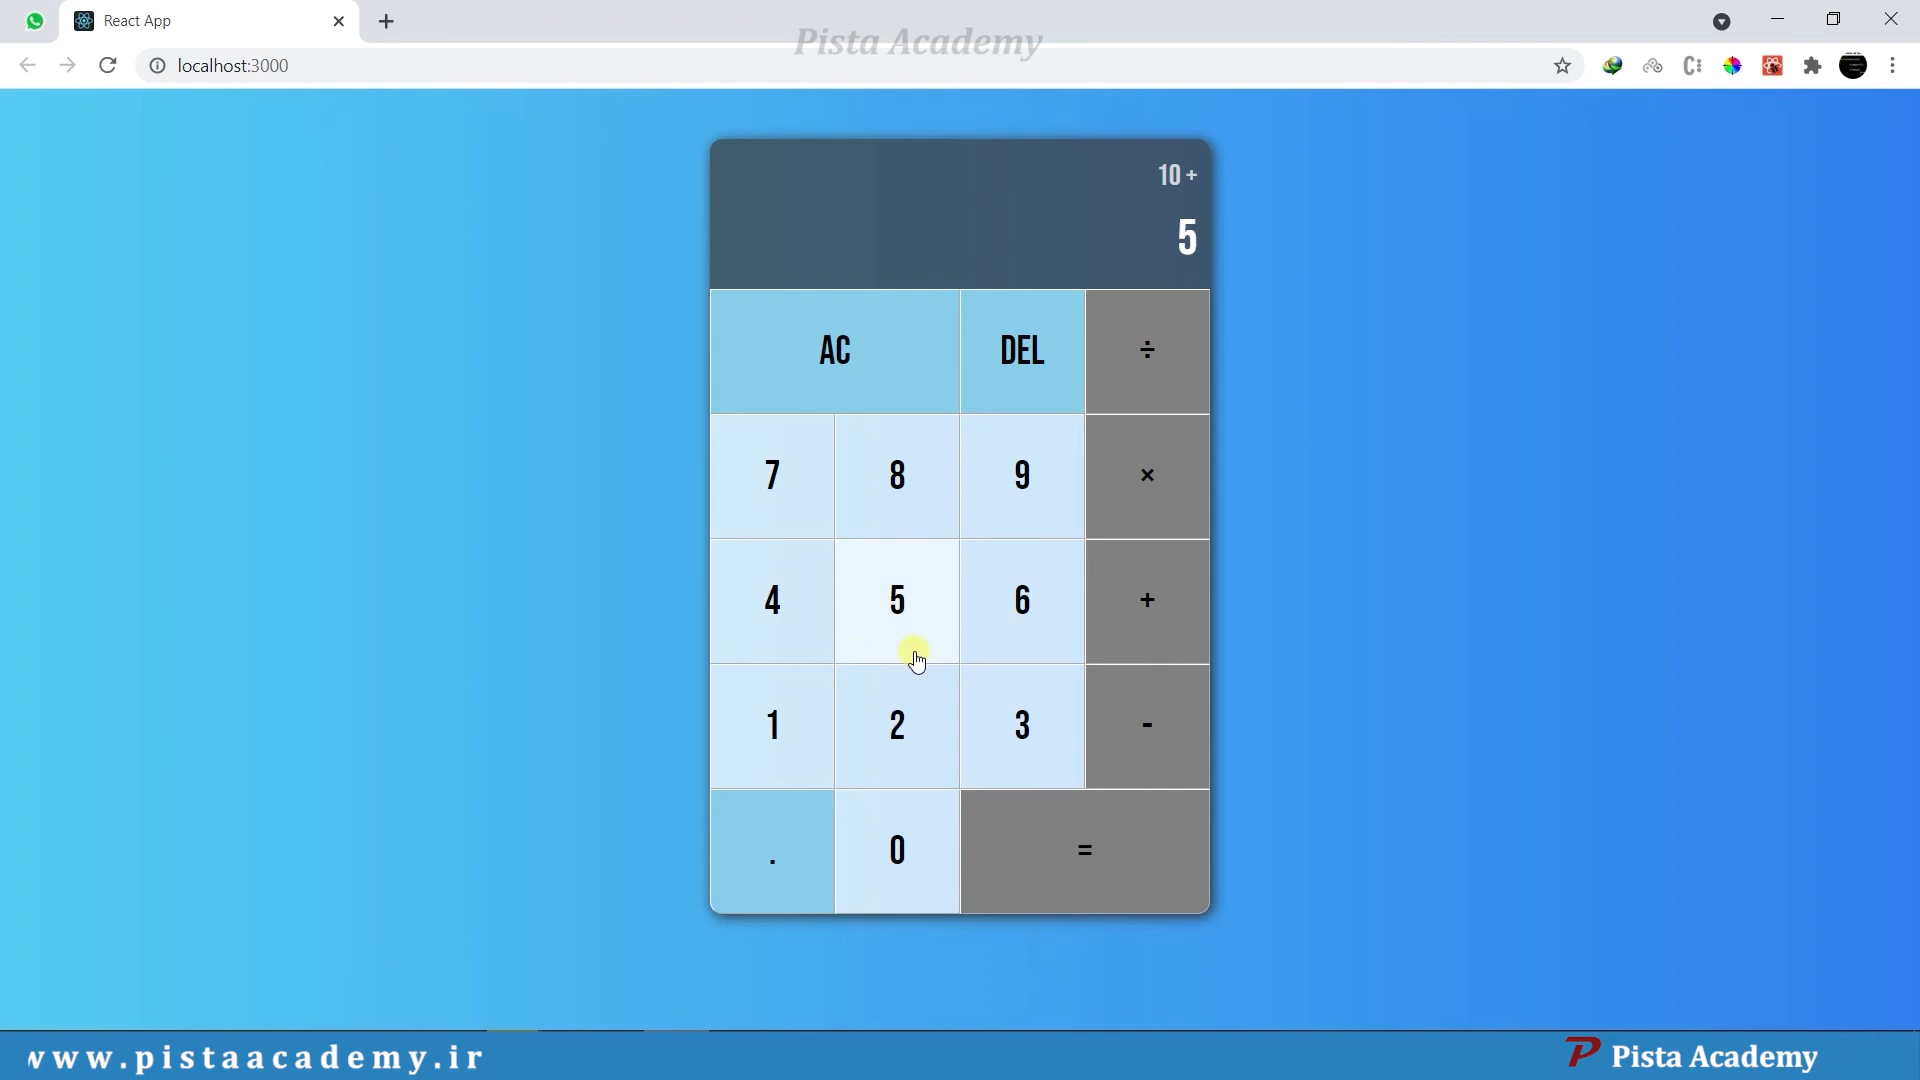 React App
Pista Academy
localhost:3000
10 +
5
AC DEL ÷
7 8 9 ×
4 5 6 +
1 2 3 -
. 0 =
www.pistaacademy.ir
Pista Academy